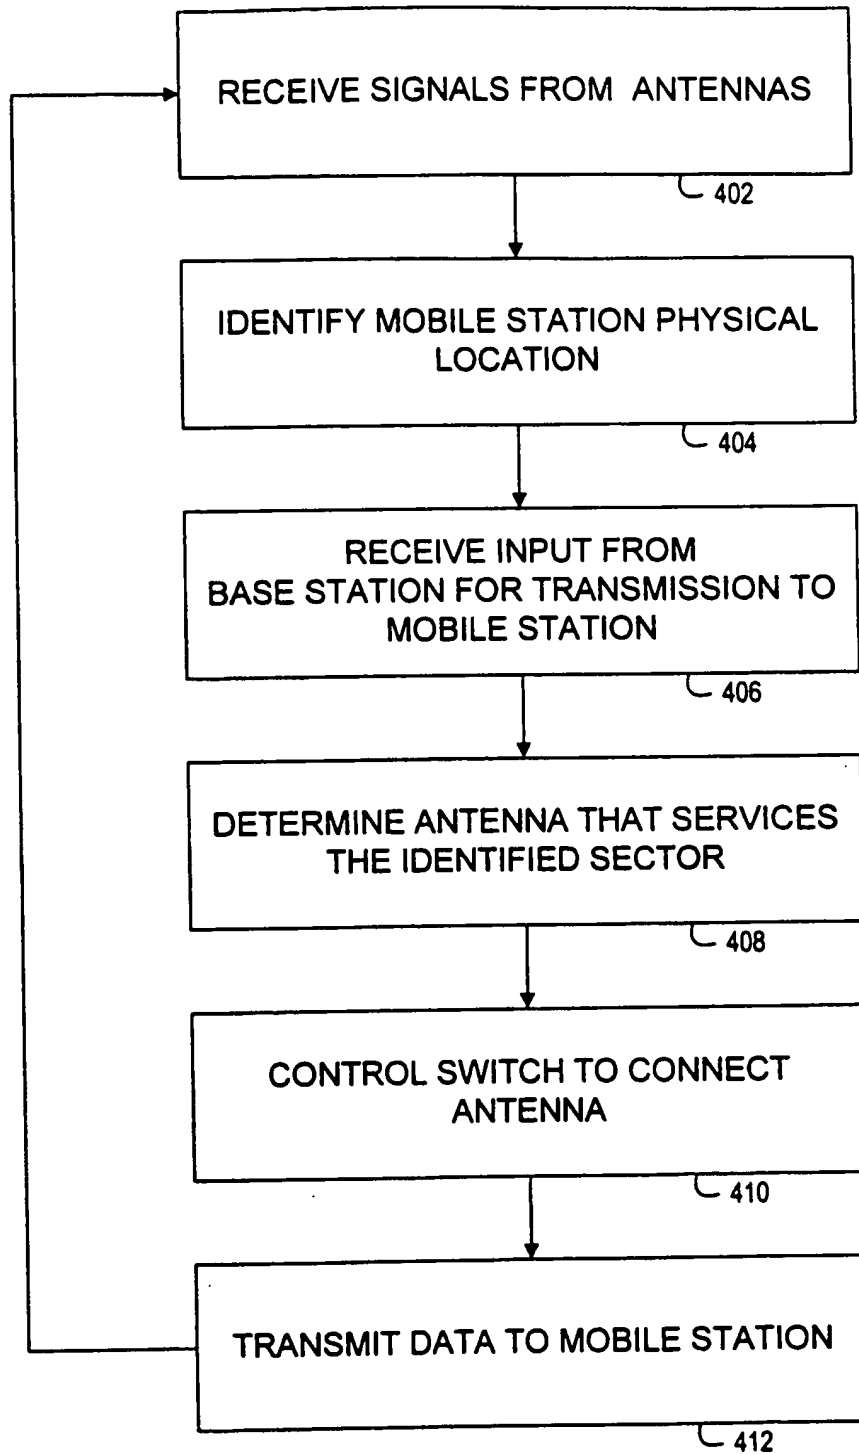 RECEIVE SIGNALS FROM ANTENNAS
402
IDENTIFY MOBILE STATION PHYSICAL
LOCATION
404
RECEIVE INPUT FROM
BASE STATION FOR TRANSMISSION TO
MOBILE STATION
406
DETERMINE ANTENNA THAT SERVICES
THE IDENTIFIED SECTOR
408
CONTROL SWITCH TO CONNECT
ANTENNA
410
TRANSMIT DATA TO MOBILE STATION
412